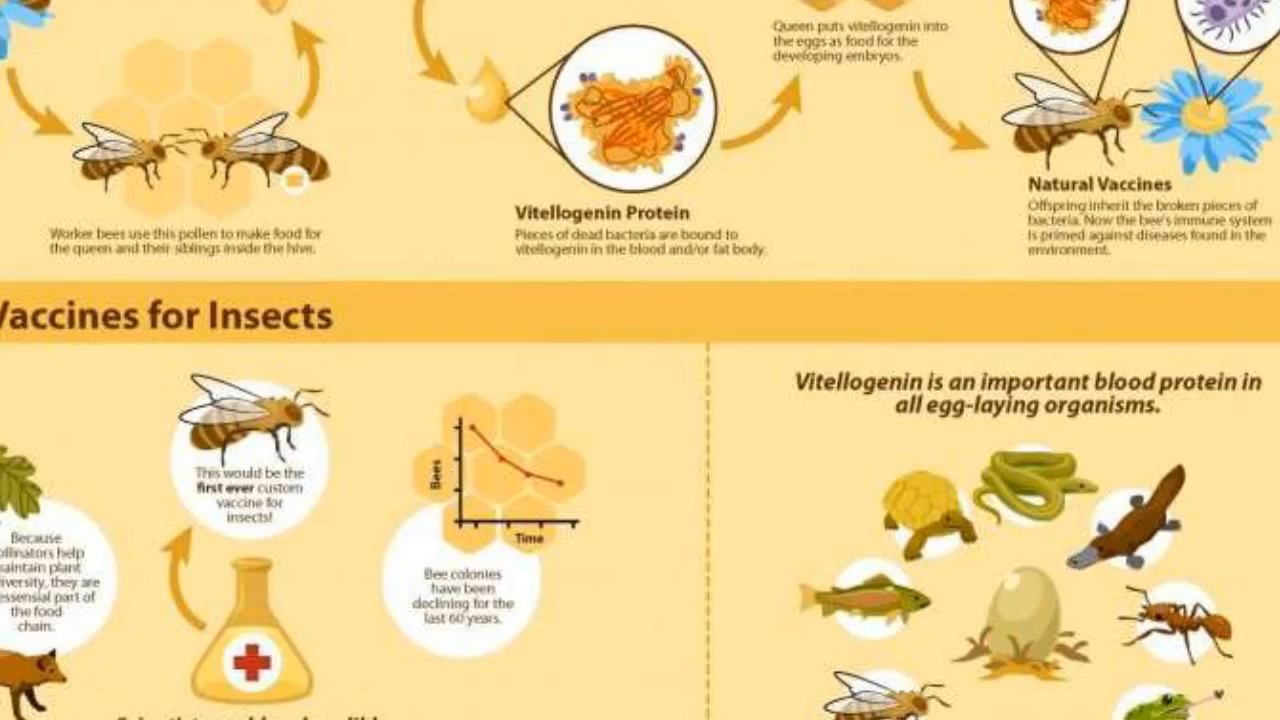 Queen puts vitellogenin into
the eggs as food for the
developing embryos.
Worker bees use this pollen to make food for
the queen and their siblings inside the hive.
Vitellogenin Protein
Pieces of dead bacteria are bound to
vitellogenin in the blood and/or fat body.
Natural Vaccines
Offspring inherit the broken pieces of
bacteria. Now the bee's immune system
is primed against diseases found in the
environment.
Vaccines for Insects
This would be the
first ever custom
vaccine for
insects!
Because
ollinators help
aintain plant
iversity, they are
essensial part of
the food
chain.
Bees
Time
Bee colonies
have been
declining for the
last 60 years.
Vitellogenin is an important blood protein in
all egg-laying organisms.